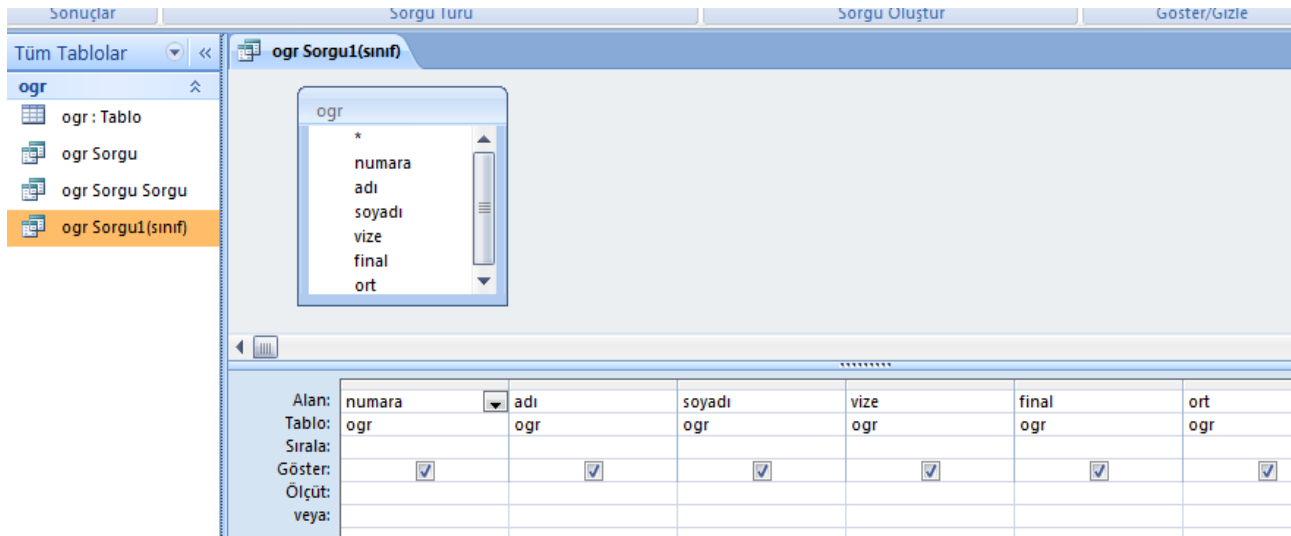 Sonuçlar Sorgu Türü Sorgu Oluştur Göster/Gizle
Tüm Tablolar
ogr
ogr : Tablo
ogr Sorgu
ogr Sorgu Sorgu
ogr Sorgu1(sınıf)
ogr Sorgu1(sınıf)
ogr
*
numara
adı
soyadı
vize
final
ort
Alan: numara adı soyadı vize final ort
Tablo: ogr ogr ogr ogr ogr ogr
Sırala:
Göster:
Ölçüt:
veya: